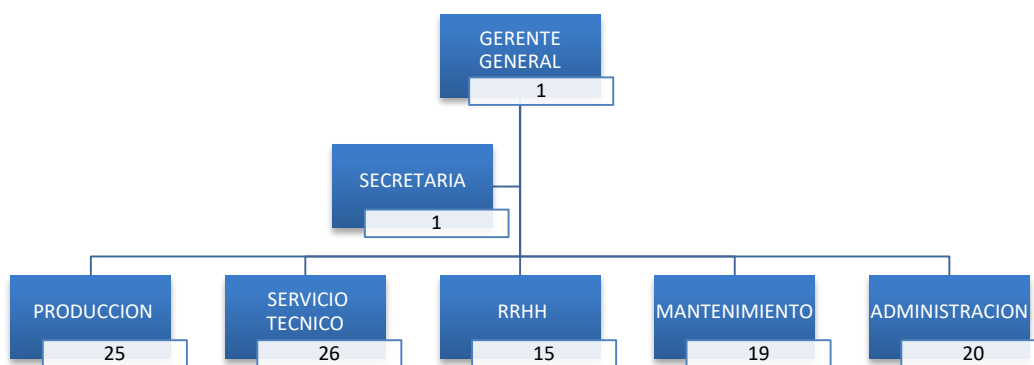 GERENTE
GENERAL
1
SECRETARIA
1
PRODUCCION
25
SERVICIO
TECNICO
26
RRHH
15
MANTENIMIENTO
19
ADMINISTRACION
20